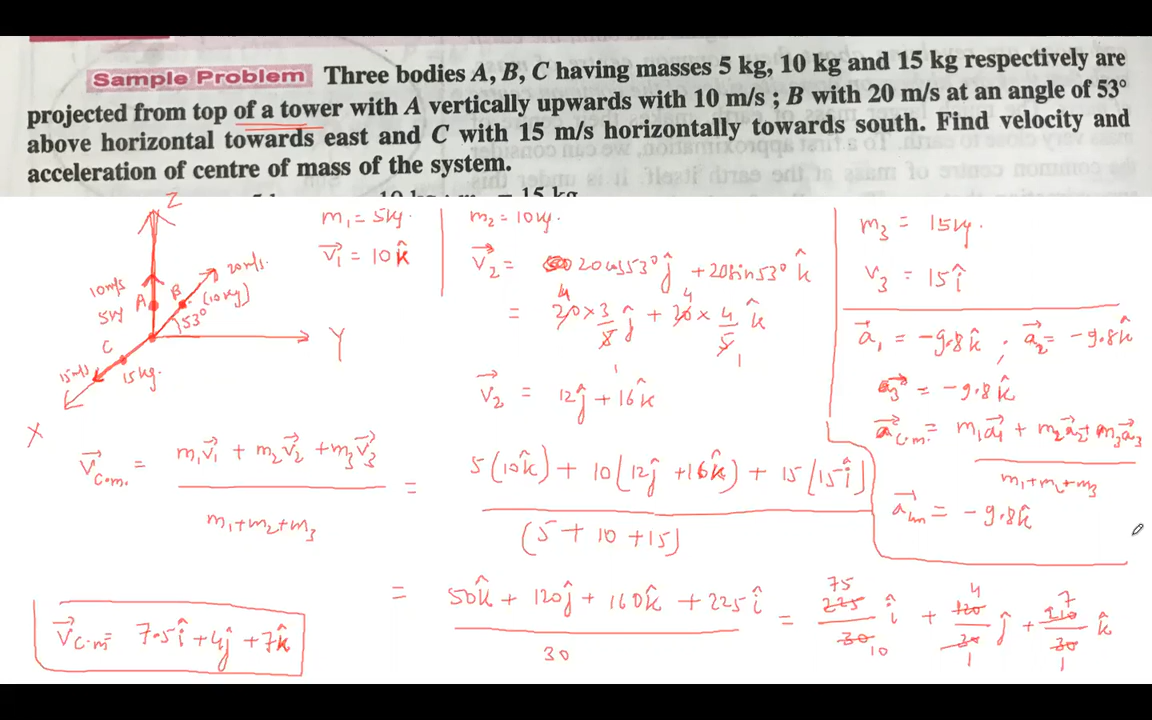 Sample Problem Three bodies A, B, C having masses 5 kg, 10 kg and 15 kg respectively are
projected from top of a tower with A vertically upwards with 10 m/s ; B with 20 m/s at an angle of 53°
above horizontal towards east and C with 15 m/s horizontally towards south. Find velocity and
acceleration of centre of mass of the system.
Z
10m/s
A
5kg
B
20m/s.
(10kg)
53°
Y
C
15m/s
15kg.
X
m₁ = 5kg.
v⃗₁ = 10k̂
m₂ = 10kg.
v⃗₂ = 20cos53°ĵ + 20sin53° k̂
= 20×3/5 ĵ + 20×4/5 k̂
v⃗₂ = 12ĵ + 16k̂
m₃ = 15kg.
v₃ = 15î
a⃗₁ = -9.8k̂ , a⃗₂ = -9.8k̂
a⃗₃ = -9.8k̂
a⃗c.m. = m₁a⃗₁ + m₂a⃗₂ + m₃a⃗₃
m₁+m₂+m₃
a⃗cm = -9.8k̂
v⃗c.m. = m₁v⃗₁ + m₂v⃗₂ + m₃v⃗₃ = 5(10k̂) + 10(12ĵ + 16k̂) + 15(15î)
m₁+m₂+m₃ (5 + 10 + 15)
= 50k̂ + 120ĵ + 160k̂ + 225î = 225 î + 120 ĵ + 210 k̂
30 30 30 30
75 4 7
10 1 1
v⃗c.m = 7.5î + 4ĵ + 7k̂